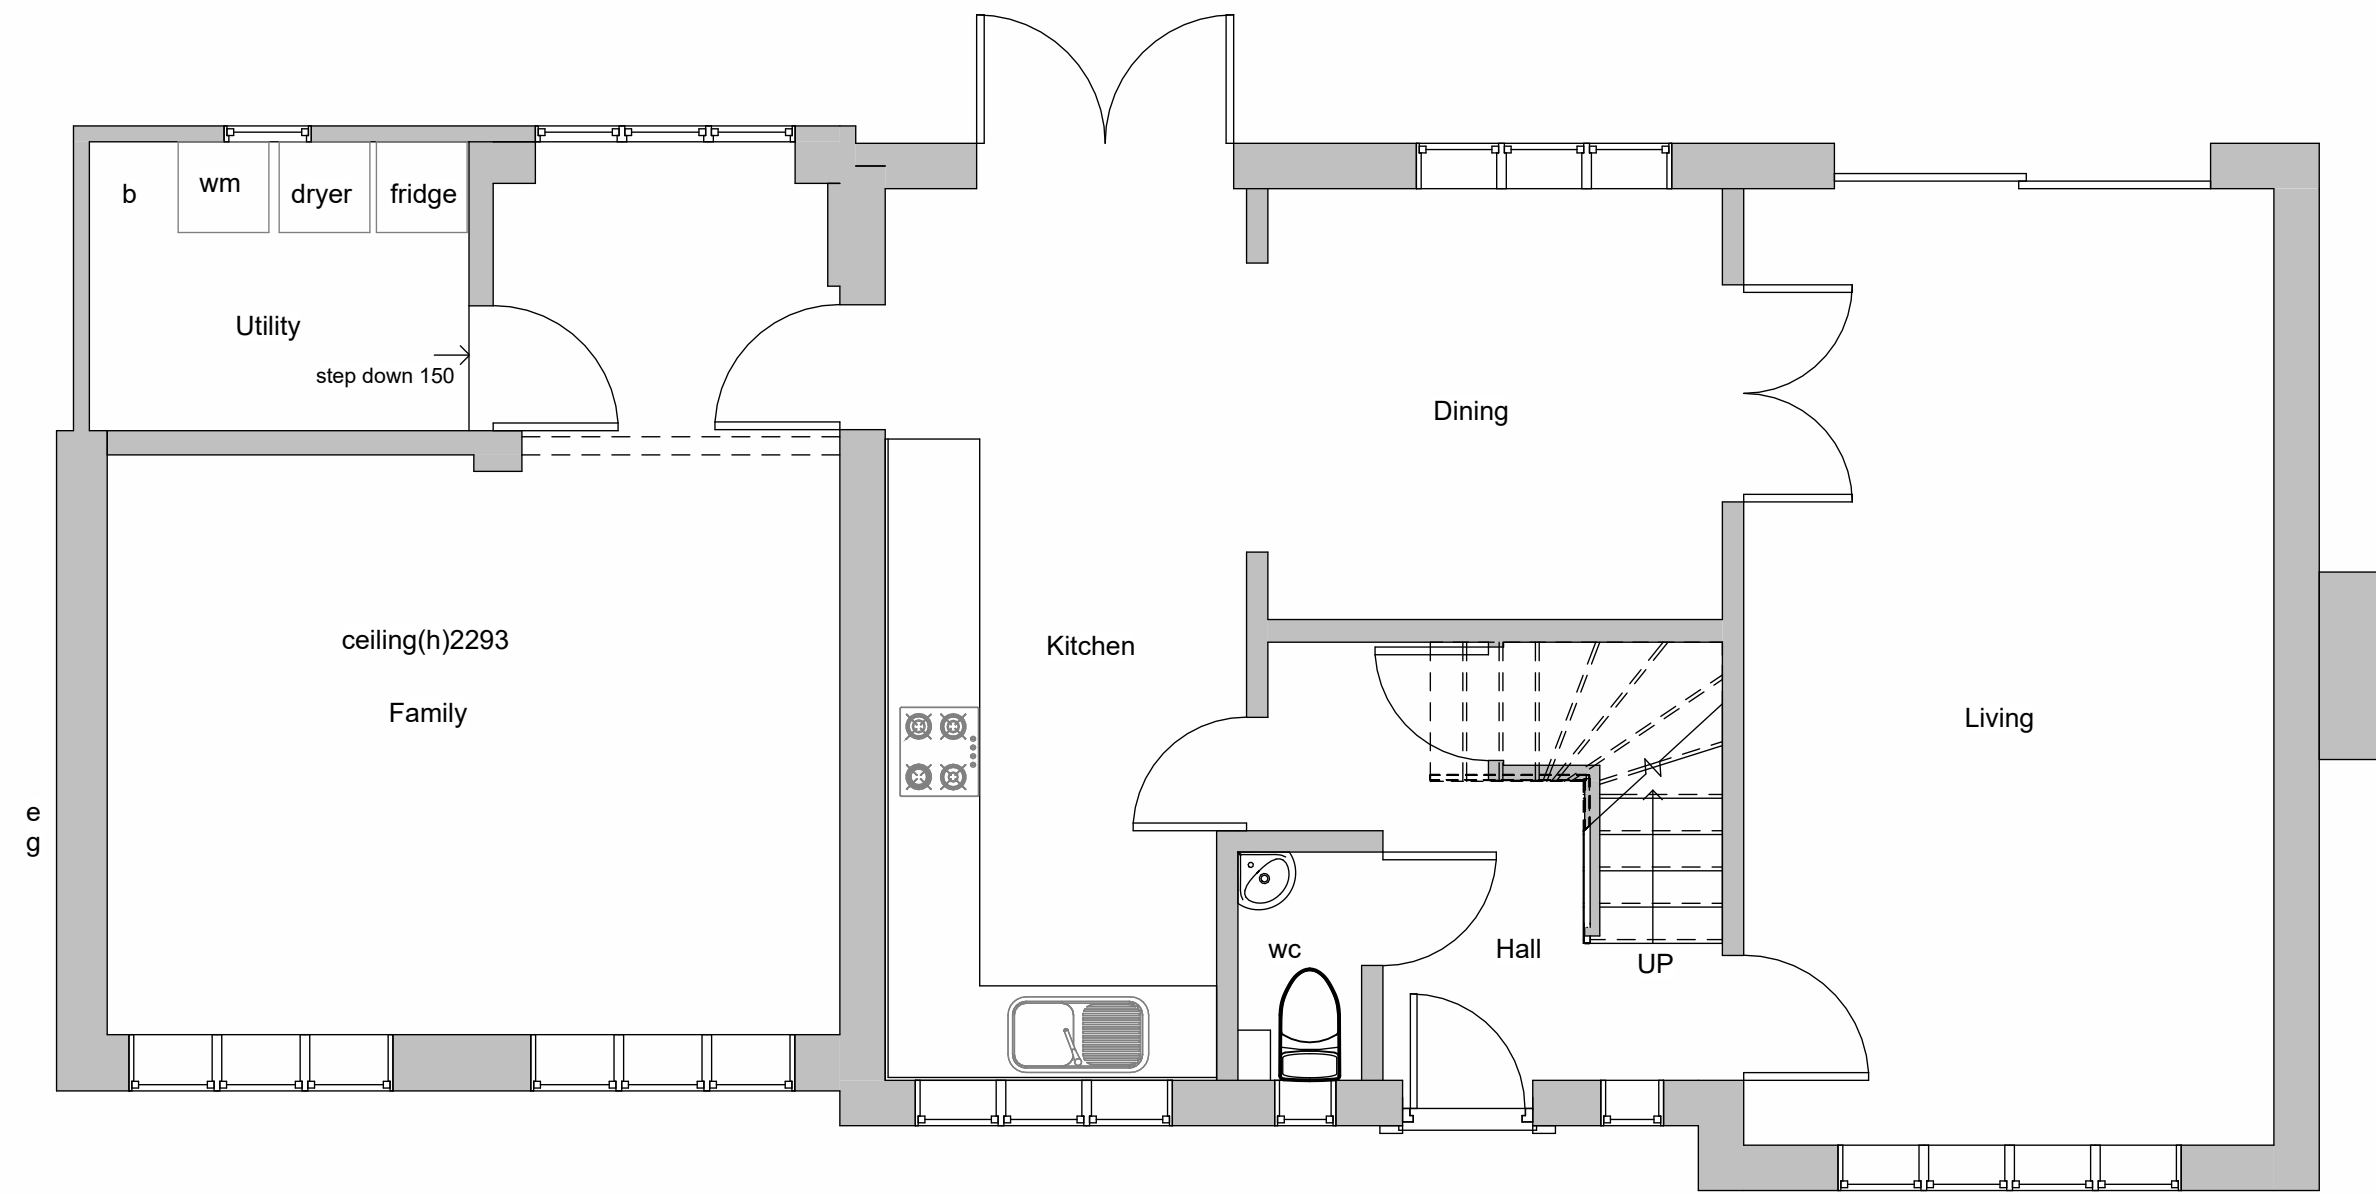 b
wm
dryer
fridge
Utility
step down 150
Dining
ceiling(h)2293
Kitchen
Family
Living
e
g
wc
Hall
UP